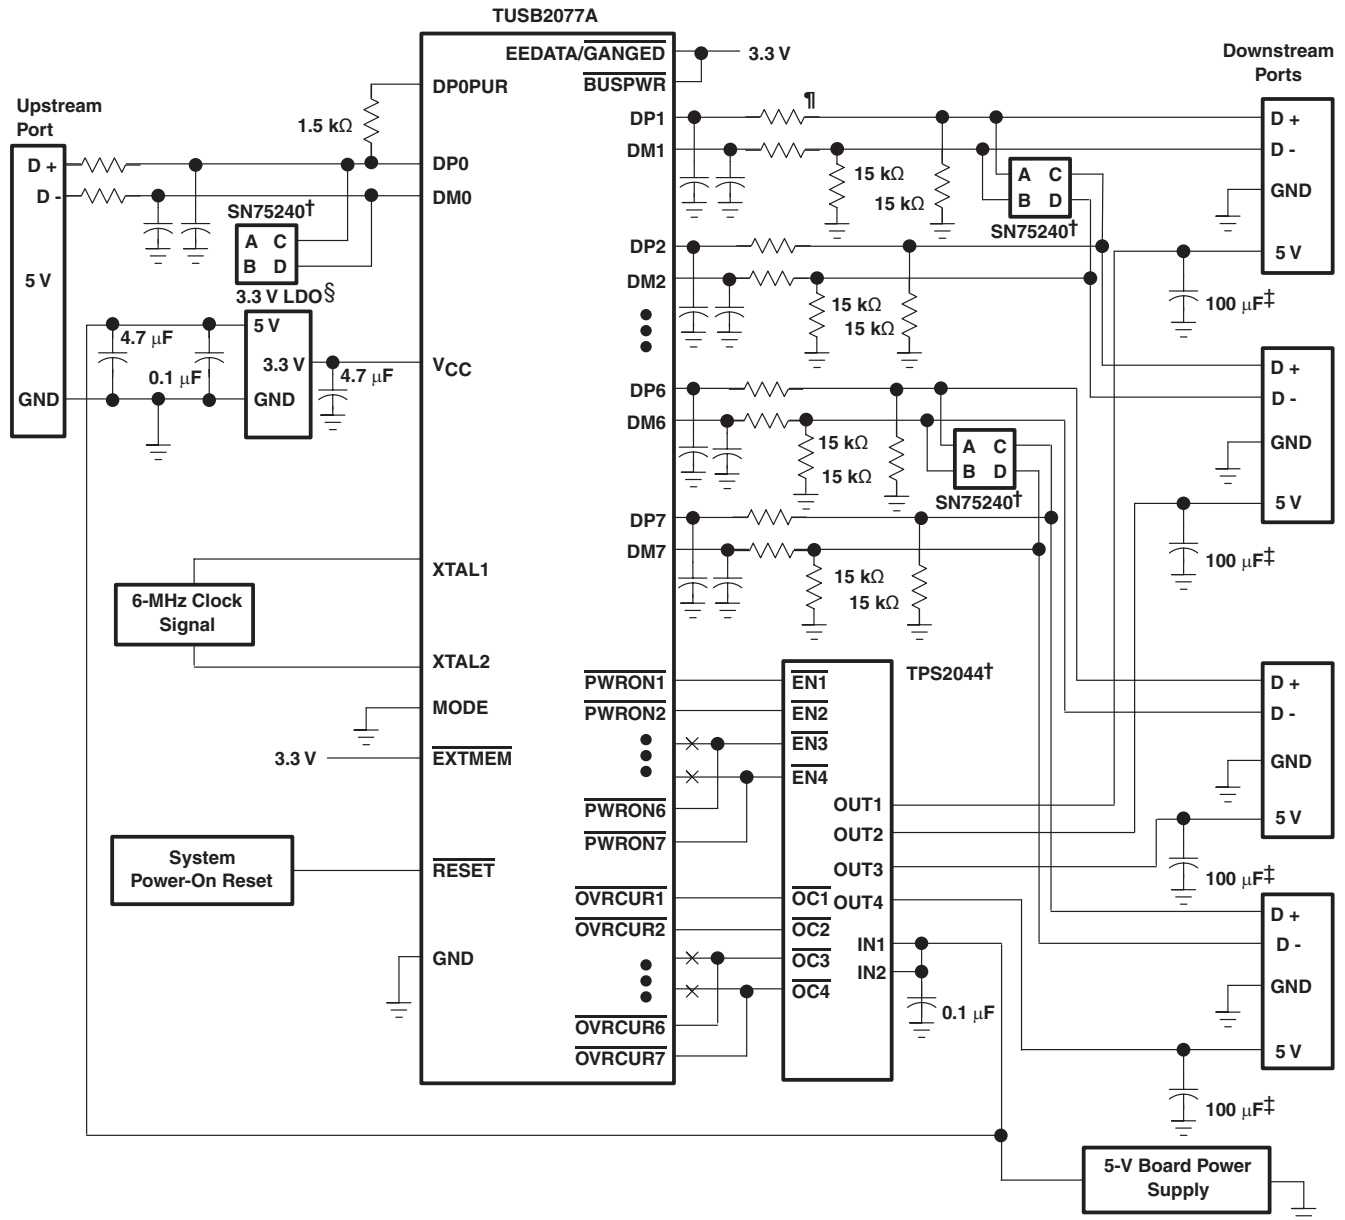 TUSB2077A
Upstream
Port
D +
D -
5 V
GND
1.5 kΩ
SN75240†
A C
B D
3.3 V LDO§
5 V
3.3 V
GND
4.7 µF
0.1 µF
4.7 µF
6-MHz Clock
Signal
3.3 V
System
Power-On Reset
DP0PUR
DP0
DM0
VCC
XTAL1
XTAL2
MODE
EXTMEM
RESET
GND
EEDATA/GANGED
BUSPWR
3.3 V
DP1
DM1
DP2
DM2
DP6
DM6
DP7
DM7
PWRON1
PWRON2
PWRON6
PWRON7
OVRCUR1
OVRCUR2
OVRCUR6
OVRCUR7
¶
15 kΩ
15 kΩ
A C
B D
SN75240†
15 kΩ
15 kΩ
15 kΩ
15 kΩ
A C
B D
SN75240†
15 kΩ
15 kΩ
TPS2044†
EN1
EN2
EN3
EN4
OUT1
OUT2
OUT3
OC1 OUT4
OC2
OC3
OC4
IN1
IN2
0.1 µF
Downstream
Ports
D +
D -
GND
5 V
100 µF‡
D +
D -
GND
5 V
100 µF‡
D +
D -
GND
5 V
100 µF‡
D +
D -
GND
5 V
100 µF‡
5-V Board Power
Supply